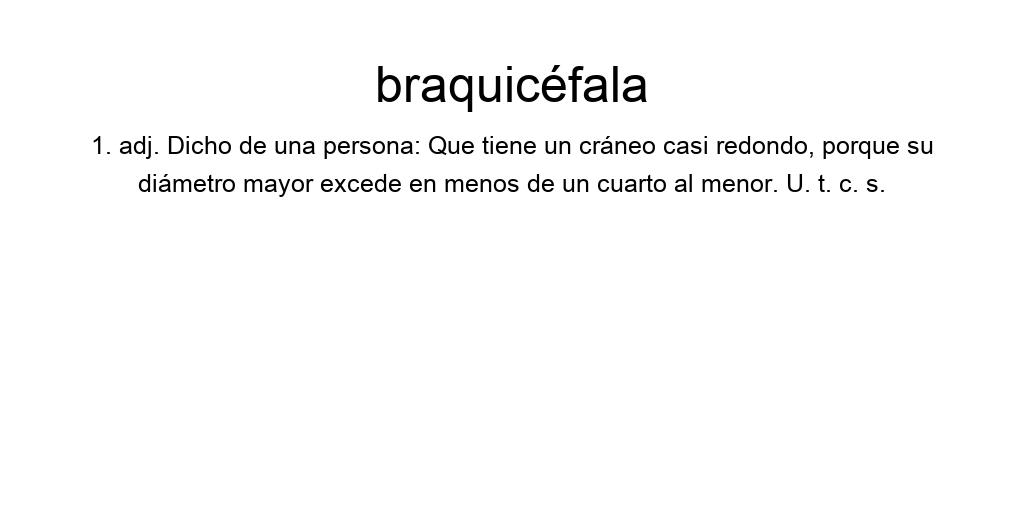 braquicéfala
1. adj. Dicho de una persona: Que tiene un cráneo casi redondo, porque su
diámetro mayor excede en menos de un cuarto al menor. U. t. c. s.